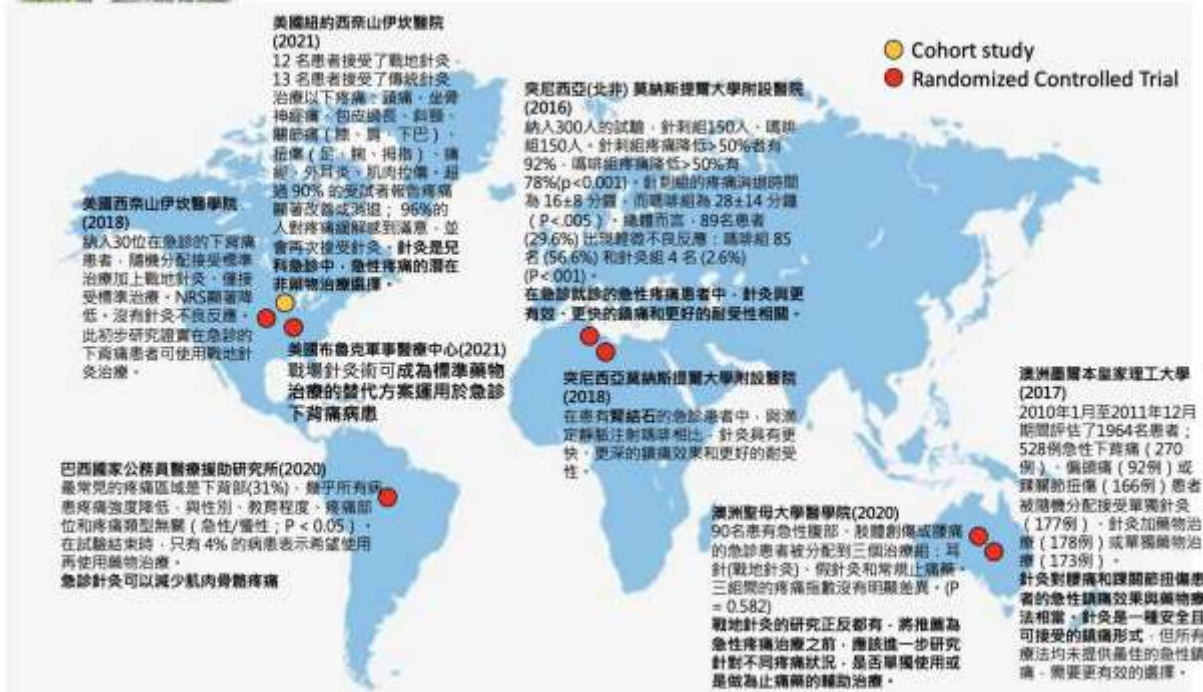 美國紐約西奈山伊坎醫院
(2021)
12 名患者接受了戰地針灸，
13 名患者接受了傳統針灸
治療以下疼痛：頭痛、坐骨
神經痛、包皮過長、斜頸、
關節痛（膝、肩、下巴）、
扭傷（足、腕、拇指）、痛
經、外耳炎、肌肉拉傷。超
過 90% 的受試者報告疼痛
顯著改善或消退； 96%的
人對疼痛緩解感到滿意，並
會再次接受針灸。針灸是兒
科急診中，急性疼痛的潛在
非藥物治療選擇。
Cohort study
Randomized Controlled Trial
突尼西亞(北非) 莫納斯提爾大學附設醫院
(2016)
納入300人的試驗，針刺組150人、嗎啡
組150人。針刺組疼痛降低>50%者有
92%，嗎啡組疼痛降低>50%有
78%(p<0.001)。針刺組的疼痛消退時間
為 16±8 分鐘，而嗎啡組為 28±14 分鐘
（P<.005）。總體而言，89名患者
(29.6%) 出現輕微不良反應：嗎啡組 85
名 (56.6%) 和針灸組 4 名 (2.6%)
(P<.001)。
在急診就診的急性疼痛患者中，針灸與更
有效、更快的鎮痛和更好的耐受性相關。
美國西奈山伊坎醫學院
(2018)
納入30位在急診的下背痛
患者，隨機分配接受標準
治療加上戰地針灸、僅接
受標準治療。NRS顯著降
低。沒有針灸不良反應。
此初步研究證實在急診的
下背痛患者可使用戰地針
灸治療。
美國布魯克軍事醫療中心(2021)
戰場針灸術可成為標準藥物
治療的替代方案運用於急診
下背痛病患
突尼西亞莫納斯提爾大學附設醫院
(2018)
在患有腎結石的急診患者中，與滴
定靜脈注射嗎啡相比，針灸具有更
快、更深的鎮痛效果和更好的耐受
性。
澳洲墨爾本皇家理工大學
(2017)
2010年1月至2011年12月
期間評估了1964名患者；
528例急性下背痛（270
例）、偏頭痛（92例）或
踝關節扭傷（166例）患者
被隨機分配接受單獨針灸
（177例）、針灸加藥物治
療（178例）或單獨藥物治
療（173例）。
針灸對腰痛和踝關節扭傷患
者的急性鎮痛效果與藥物療
法相當。針灸是一種安全且
可接受的鎮痛形式，但所有
療法均未提供最佳的急性鎮
痛，需要更有效的選擇。
巴西國家公務員醫療援助研究所(2020)
最常見的疼痛區域是下背部(31%)、幾乎所有病
患疼痛強度降低，與性別、教育程度、疼痛部
位和疼痛類型無關（急性/慢性；P < 0.05）。
在試驗結束時，只有 4% 的病患表示希望使用
再使用藥物治療。
急診針灸可以減少肌肉骨骼疼痛
澳洲聖母大學醫學院(2020)
90名患有急性腹部、肢體創傷或腰痛
的急診患者被分配到三個治療組：耳
針(戰地針灸)、假針灸和常規止痛藥。
三組間的疼痛指數沒有明顯差異。(P
= 0.582)
戰地針灸的研究正反都有，將推薦為
急性疼痛治療之前，應該進一步研究
針對不同疼痛狀況，是否單獨使用或
是做為止痛藥的輔助治療。